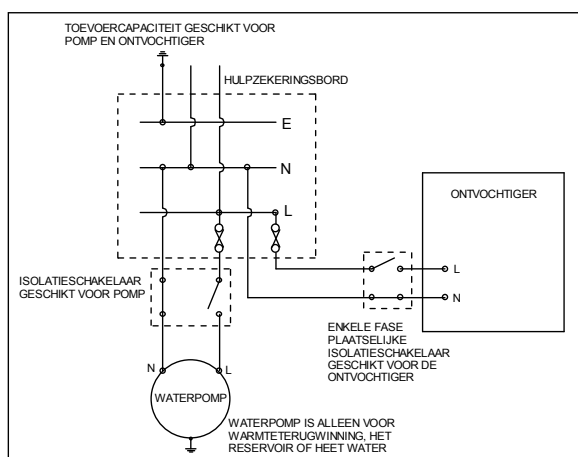 TOEVOERCAPACITEIT GESCHIKT VOOR
POMP EN ONTVOCHTIGER
HULPZEKERINGSBORD
E
N
L
ONTVOCHTIGER
L
N
ISOLATIESCHAKELAAR
GESCHIKT VOOR POMP
ENKELE FASE
PLAATSELIJKE
ISOLATIESCHAKELAAR
GESCHIKT VOOR DE
ONTVOCHTIGER
N
L
WATERPOMP
WATERPOMP IS ALLEEN VOOR
WARMTETERUGWINNING, HET
RESERVOIR OF HEET WATER